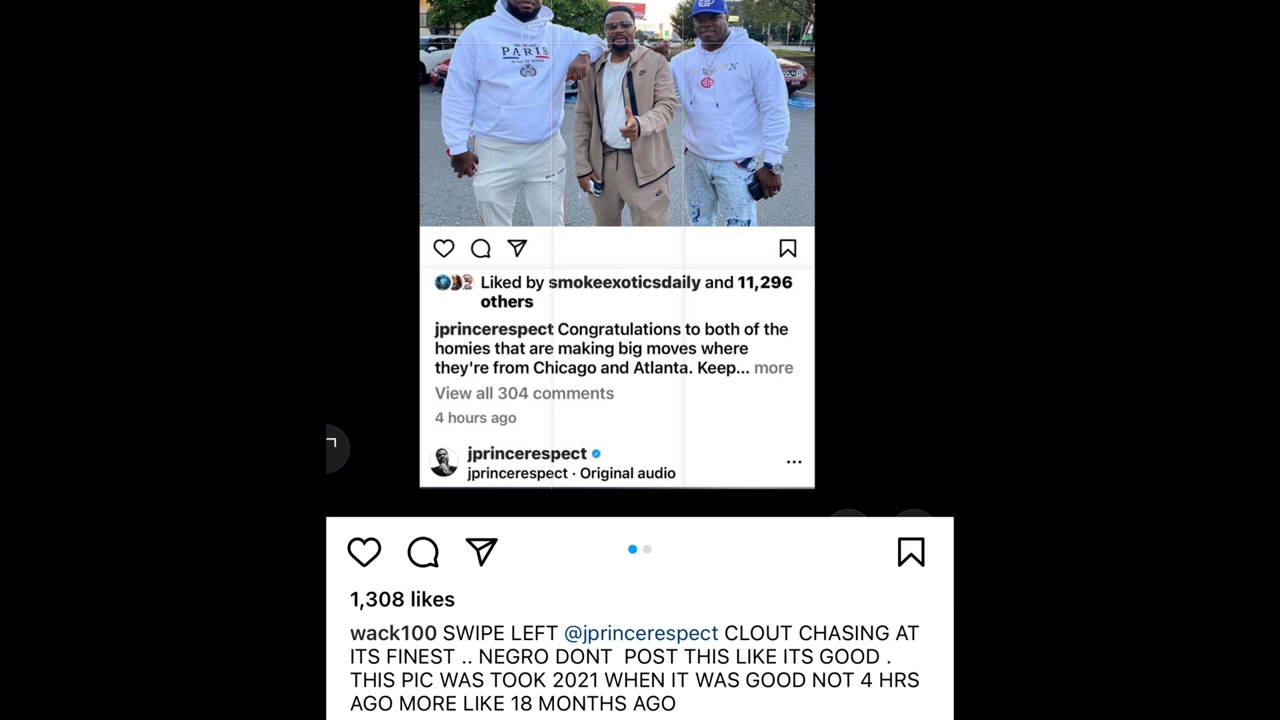 PARIS
Liked by smokeexoticsdaily and 11,296
others
jprincerespect Congratulations to both of the
homies that are making big moves where
they're from Chicago and Atlanta. Keep... more
View all 304 comments
4 hours ago
jprincerespect
jprincerespect · Original audio
1,308 likes
wack100 SWIPE LEFT @jprincerespect CLOUT CHASING AT
ITS FINEST .. NEGRO DONT  POST THIS LIKE ITS GOOD .
THIS PIC WAS TOOK 2021 WHEN IT WAS GOOD NOT 4 HRS
AGO MORE LIKE 18 MONTHS AGO